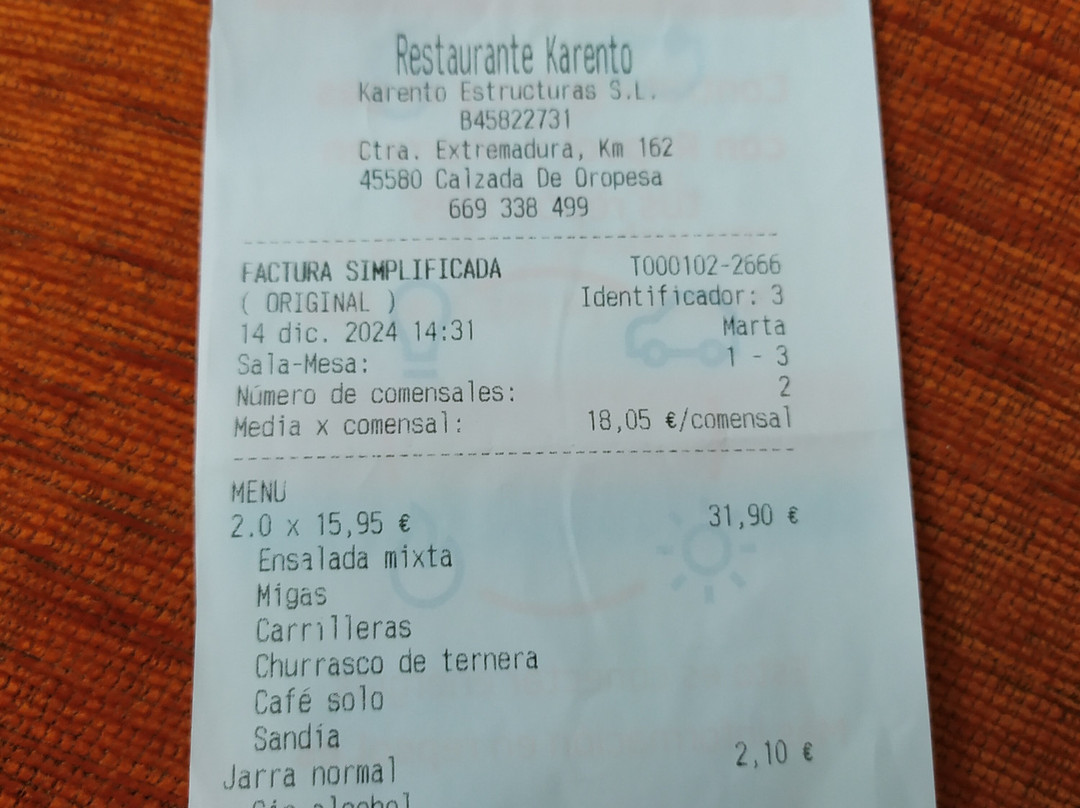 Restaurante Karento
Karento Estructuras S.L.
B45822731
Ctra. Extremadura, Km 162
45580 Calzada De Oropesa
669 338 499
FACTURA SIMPLIFICADA T000102-2666
( ORIGINAL ) Identificador: 3
14 dic. 2024 14:31 Marta
Sala-Mesa: 1 - 3
Número de comensales: 2
Media x comensal: 18,05 €/comensal
MENU
2.0 x 15,95 € 31,90 €
Ensalada mixta
Migas
Carrilleras
Churrasco de ternera
Café solo
Sandía
Jarra normal 2,10 €
Sin alcohol